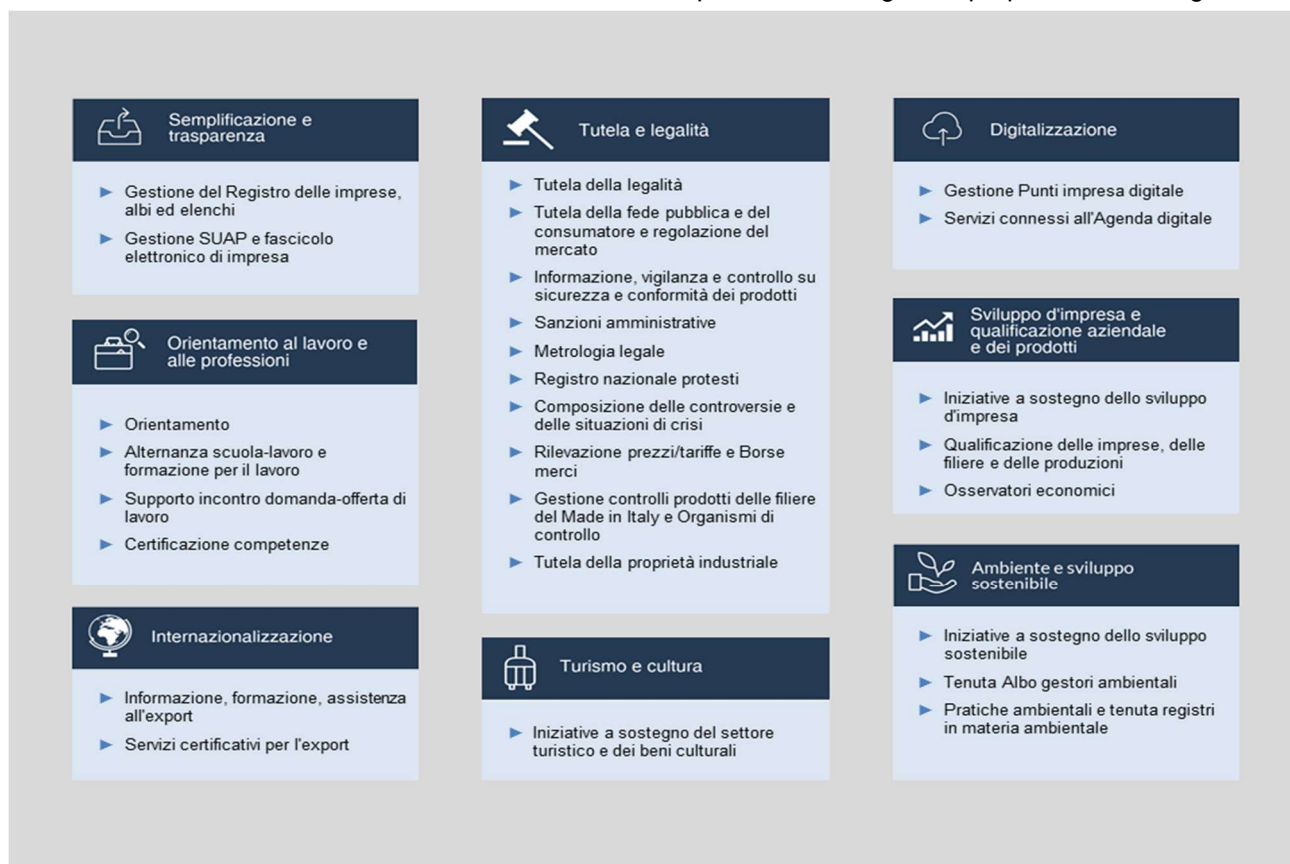 Semplificazione e
trasparenza
Gestione del Registro delle imprese,
albi ed elenchi
Gestione SUAP e fascicolo
elettronico di impresa
Orientamento al lavoro e
alle professioni
Orientamento
Alternanza scuola-lavoro e
formazione per il lavoro
Supporto incontro domanda-offerta di
lavoro
Certificazione competenze
Internazionalizzazione
Informazione, formazione, assistenza
all'export
Servizi certificativi per l'export
Tutela e legalità
Tutela della legalità
Tutela della fede pubblica e del
consumatore e regolazione del
mercato
Informazione, vigilanza e controllo su
sicurezza e conformità dei prodotti
Sanzioni amministrative
Metrologia legale
Registro nazionale protesti
Composizione delle controversie e
delle situazioni di crisi
Rilevazione prezzi/tariffe e Borse
merci
Gestione controlli prodotti delle filiere
del Made in Italy e Organismi di
controllo
Tutela della proprietà industriale
Turismo e cultura
Iniziative a sostegno del settore
turistico e dei beni culturali
Digitalizzazione
Gestione Punti impresa digitale
Servizi connessi all'Agenda digitale
Sviluppo d'impresa e
qualificazione aziendale
e dei prodotti
Iniziative a sostegno dello sviluppo
d'impresa
Qualificazione delle imprese, delle
filiere e delle produzioni
Osservatori economici
Ambiente e sviluppo
sostenibile
Iniziative a sostegno dello sviluppo
sostenibile
Tenuta Albo gestori ambientali
Pratiche ambientali e tenuta registri
in materia ambientale